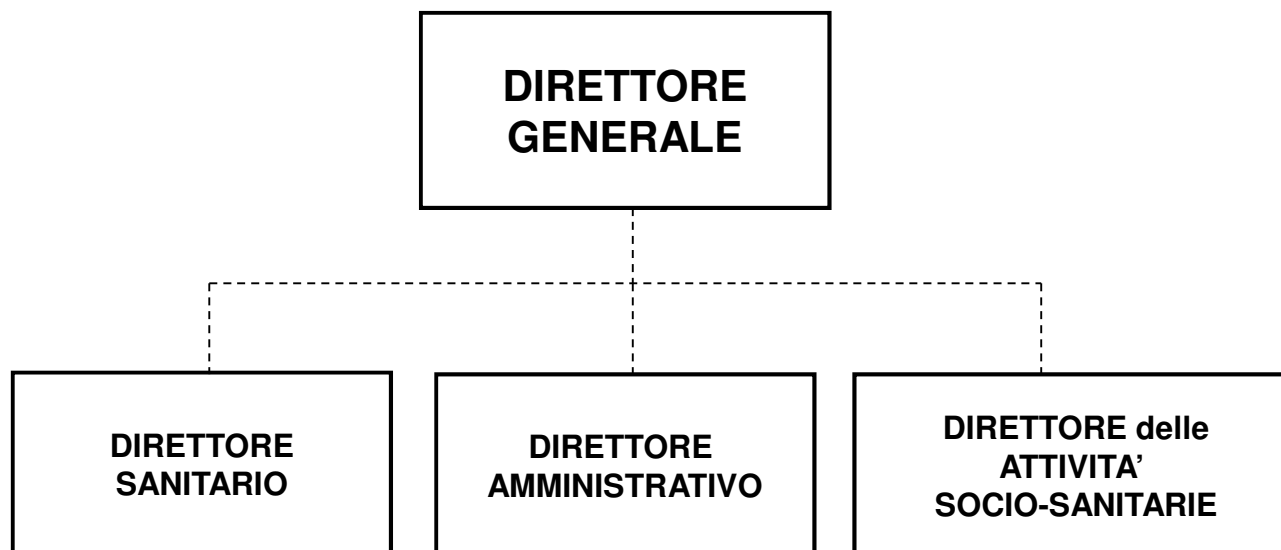 DIRETTORE
GENERALE
DIRETTORE
SANITARIO
DIRETTORE
AMMINISTRATIVO
DIRETTORE delle
ATTIVITA’
SOCIO-SANITARIE